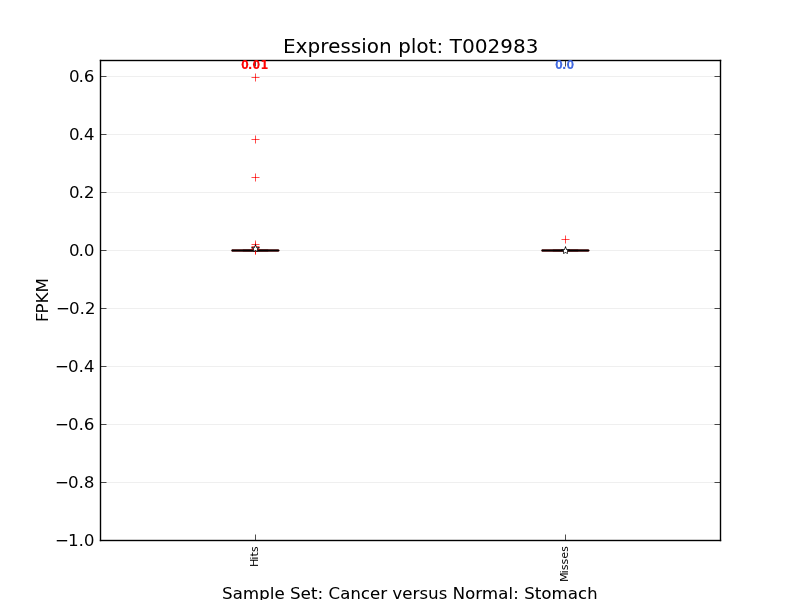 Expression plot: T002983
0.01
0.0
0.6
0.4
0.2
0.0
−0.2
−0.4
−0.6
−0.8
−1.0
FPKM
Hits
Misses
Sample Set: Cancer versus Normal: Stomach